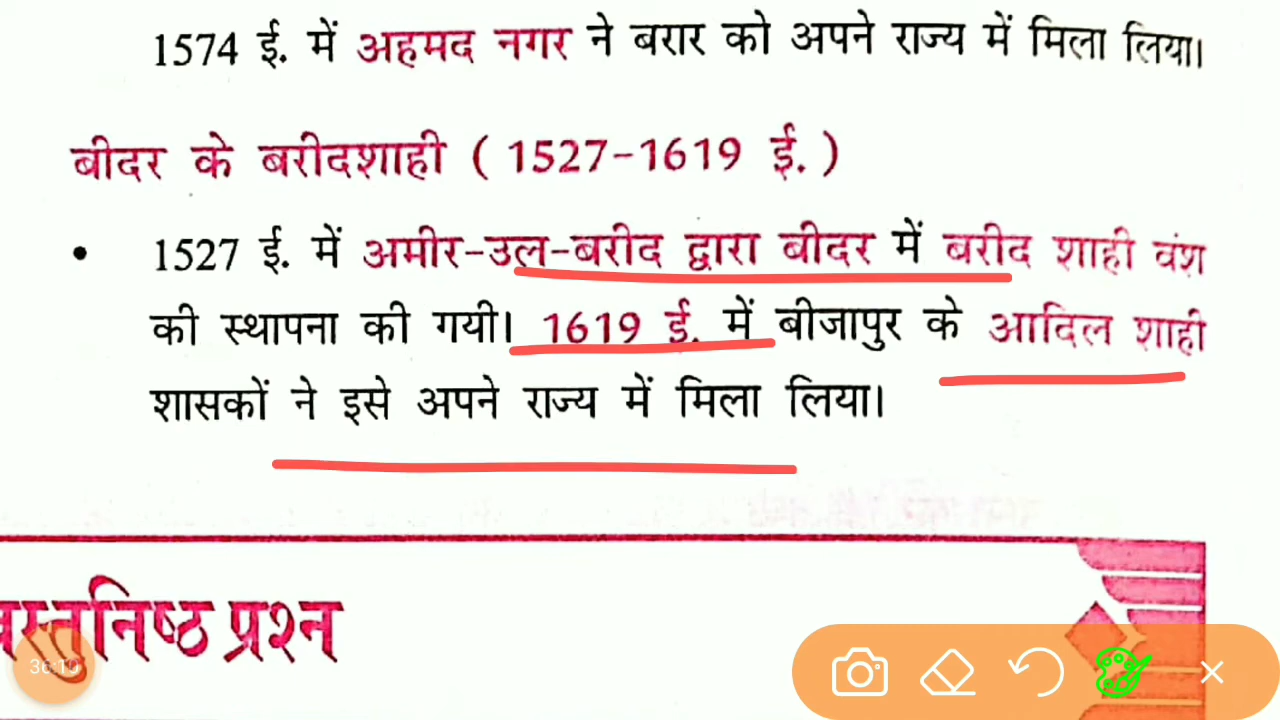 1574 ई. में अहमद नगर ने बरार को अपने राज्य में मिला लिया।
बीदर के बरीदशाही ( 1527-1619 ई. )
• 1527 ई. में अमीर-उल-बरीद द्वारा बीदर में बरीद शाही वंश
की स्थापना की गयी। 1619 ई. में बीजापुर के आदिल शाही
शासकों ने इसे अपने राज्य में मिला लिया।
वस्तुनिष्ठ प्रश्न